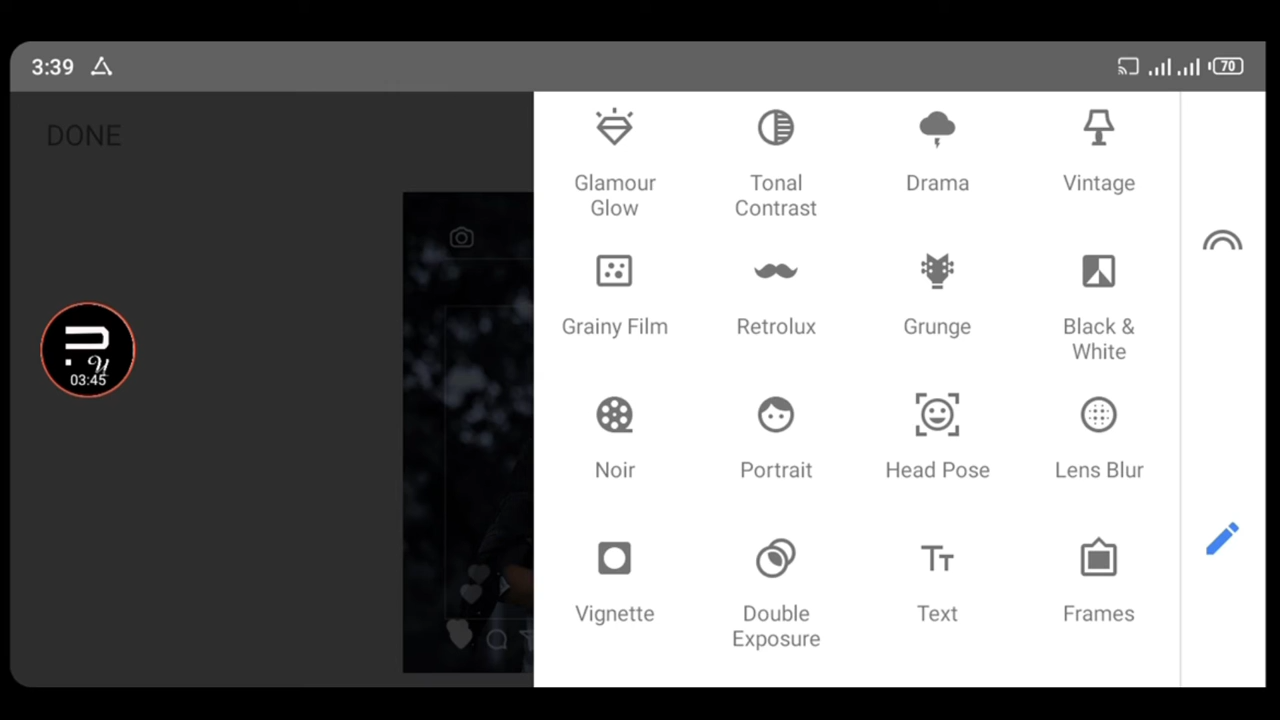 3:39
70
DONE
Glamour
Glow
Tonal
Contrast
Drama
Vintage
Grainy Film
Retrolux
Grunge
Black &
White
03:45
Noir
Portrait
Head Pose
Lens Blur
Vignette
Double
Exposure
Text
Frames